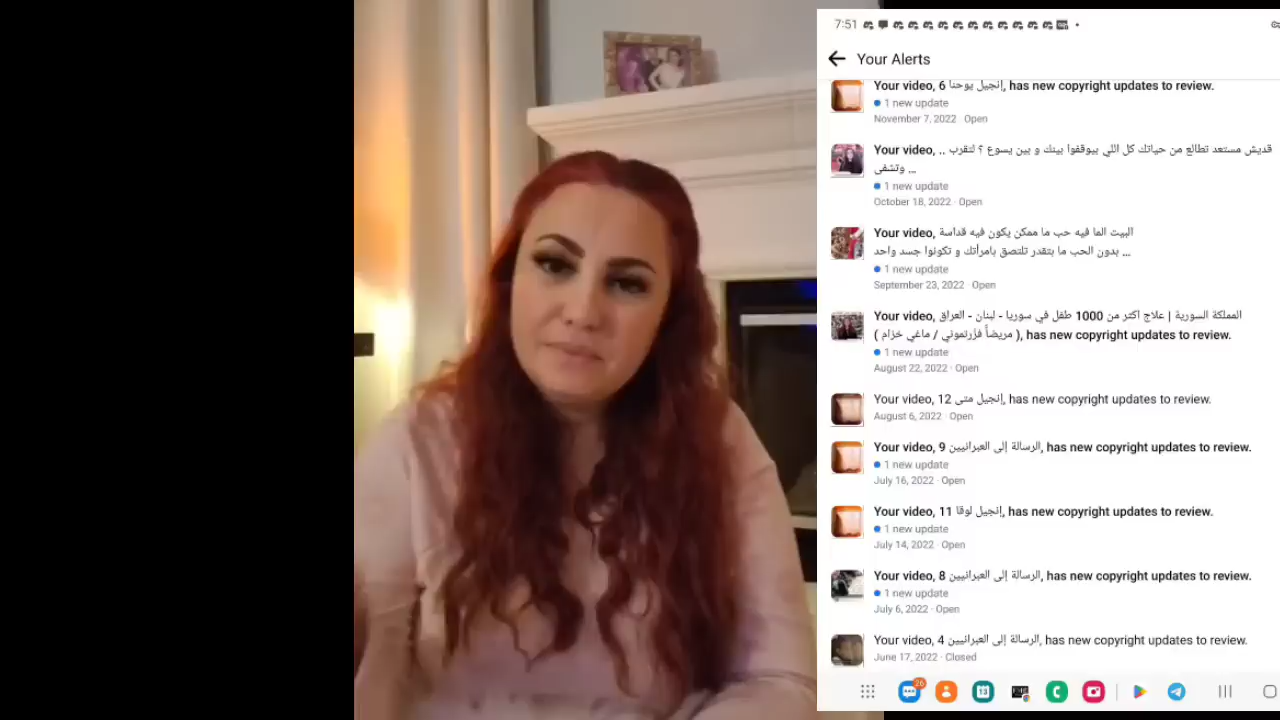 7:51
Your Alerts
Your video, 6 إنجيل يوحنا, has new copyright updates to review.
1 new update
November 7, 2022 · Open
Your video, قديش مستعد تطالع من حياتك كل اللي بيوقفوا بينك و بين يسوع ؟ لتقرب ..
وتشفى ...
1 new update
October 18, 2022 · Open
Your video, البيت الما فيه حب ما ممكن يكون فيه قداسة
بدون الحب ما بتقدر تلتصق بامرأتك و تكونوا جسد واحد ...
1 new update
September 23, 2022 · Open
Your video, المملكة السورية | علاج اكثر من 1000 طفل في سوريا - لبنان - العراق
( مريضاً فزرتموني / ماغي خزام ), has new copyright updates to review.
1 new update
August 22, 2022 · Open
Your video, 12 إنجيل متى, has new copyright updates to review.
August 6, 2022 · Open
Your video, 9 الرسالة إلى العبرانيين, has new copyright updates to review.
1 new update
July 16, 2022 · Open
Your video, 11 إنجيل لوقا, has new copyright updates to review.
1 new update
July 14, 2022 · Open
Your video, 8 الرسالة إلى العبرانيين, has new copyright updates to review.
1 new update
July 6, 2022 · Open
Your video, 4 الرسالة إلى العبرانيين, has new copyright updates to review.
June 17, 2022 · Closed
26
13